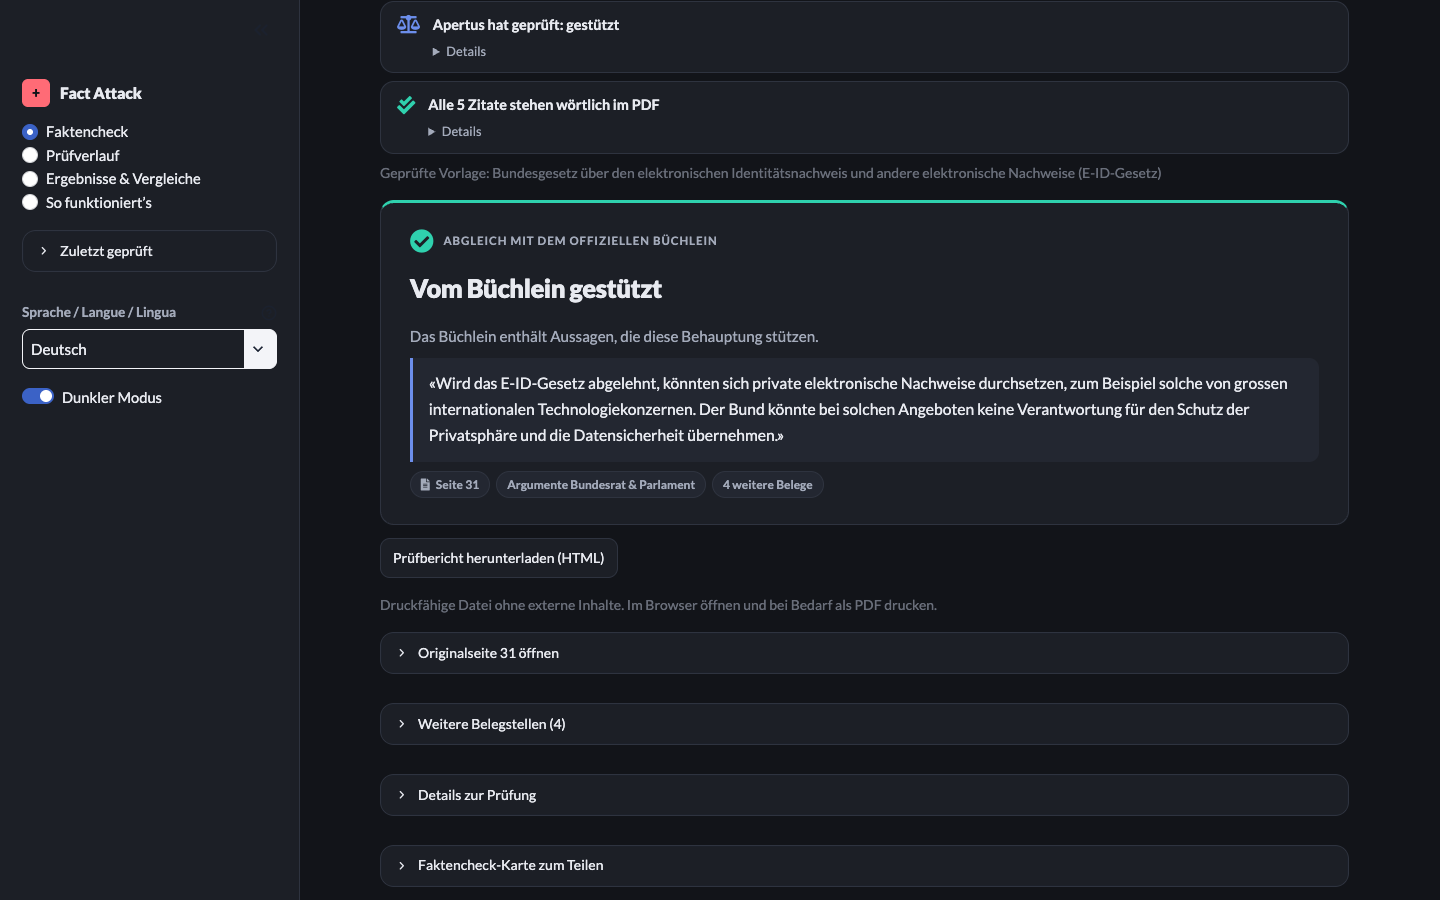 Fact Attack
Faktencheck
Prüfverlauf
Ergebnisse & Vergleiche
So funktioniert's
Zuletzt geprüft
Sprache / Langue / Lingua
Deutsch
Dunkler Modus
Apertus hat geprüft: gestützt
Details
Alle 5 Zitate stehen wörtlich im PDF
Details
Geprüfte Vorlage: Bundesgesetz über den elektronischen Identitätsnachweis und andere elektronische Nachweise (E-ID-Gesetz)
ABGLEICH MIT DEM OFFIZIELLEN BÜCHLEIN
Vom Büchlein gestützt
Das Büchlein enthält Aussagen, die diese Behauptung stützen.
«Wird das E-ID-Gesetz abgelehnt, könnten sich private elektronische Nachweise durchsetzen, zum Beispiel solche von grossen
internationalen Technologiekonzernen. Der Bund könnte bei solchen Angeboten keine Verantwortung für den Schutz der
Privatsphäre und die Datensicherheit übernehmen.»
Seite 31 Argumente Bundesrat & Parlament 4 weitere Belege
Prüfbericht herunterladen (HTML)
Druckfähige Datei ohne externe Inhalte. Im Browser öffnen und bei Bedarf als PDF drucken.
Originalseite 31 öffnen
Weitere Belegstellen (4)
Details zur Prüfung
Faktencheck-Karte zum Teilen